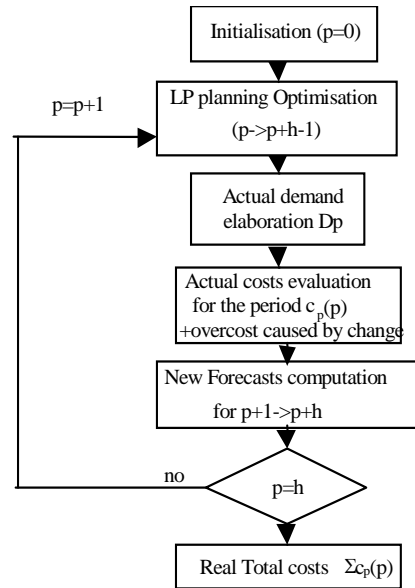 Initialisation (p=0)
p=p+1
LP planning Optimisation
(p->p+h-1)
Actual demand
elaboration Dp
Actual costs evaluation
for the period c_p(p)
+overcost caused by change
New Forecasts computation
for p+1->p+h
no
p=h
Real Total costs Σc_p(p)